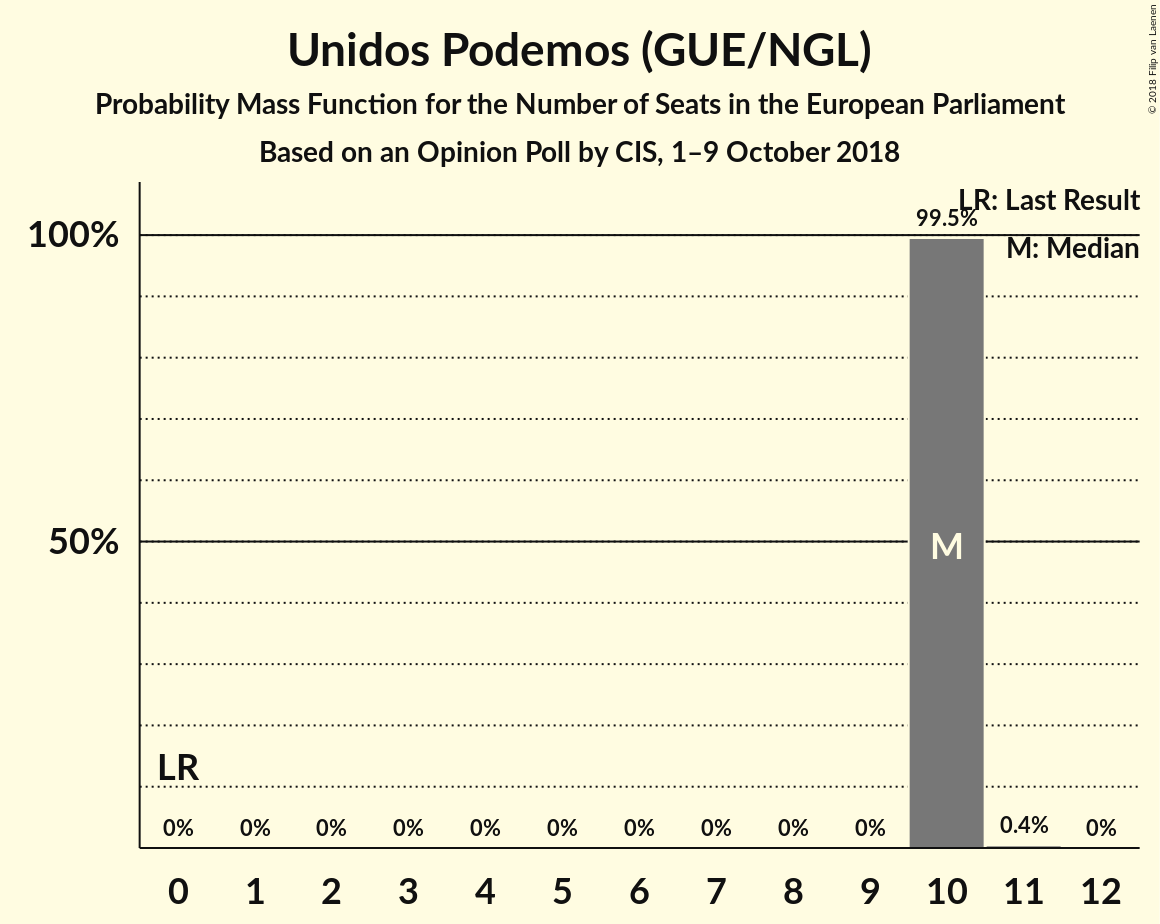 Unidos Podemos (GUE/NGL)
Probability Mass Function for the Number of Seats in the European Parliament
Based on an Opinion Poll by CIS, 1–9 October 2018
© 2018 Filip van Laenen
LR: Last Result
M: Median
99.5%
100%
50%
M
LR
0% 0% 0% 0% 0% 0% 0% 0% 0% 0% 0.4% 0%
0 1 2 3 4 5 6 7 8 9 10 11 12